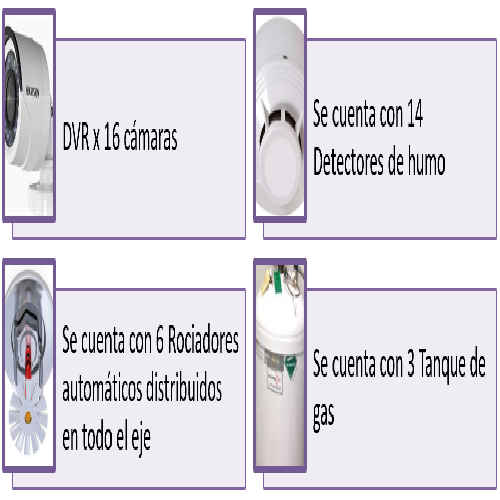 DVR x 16 cámaras
Se cuenta con 14
Detectores de humo
Se cuenta con 6 Rociadores
automáticos distribuidos
en todo el eje
Se cuenta con 3 Tanque de
gas